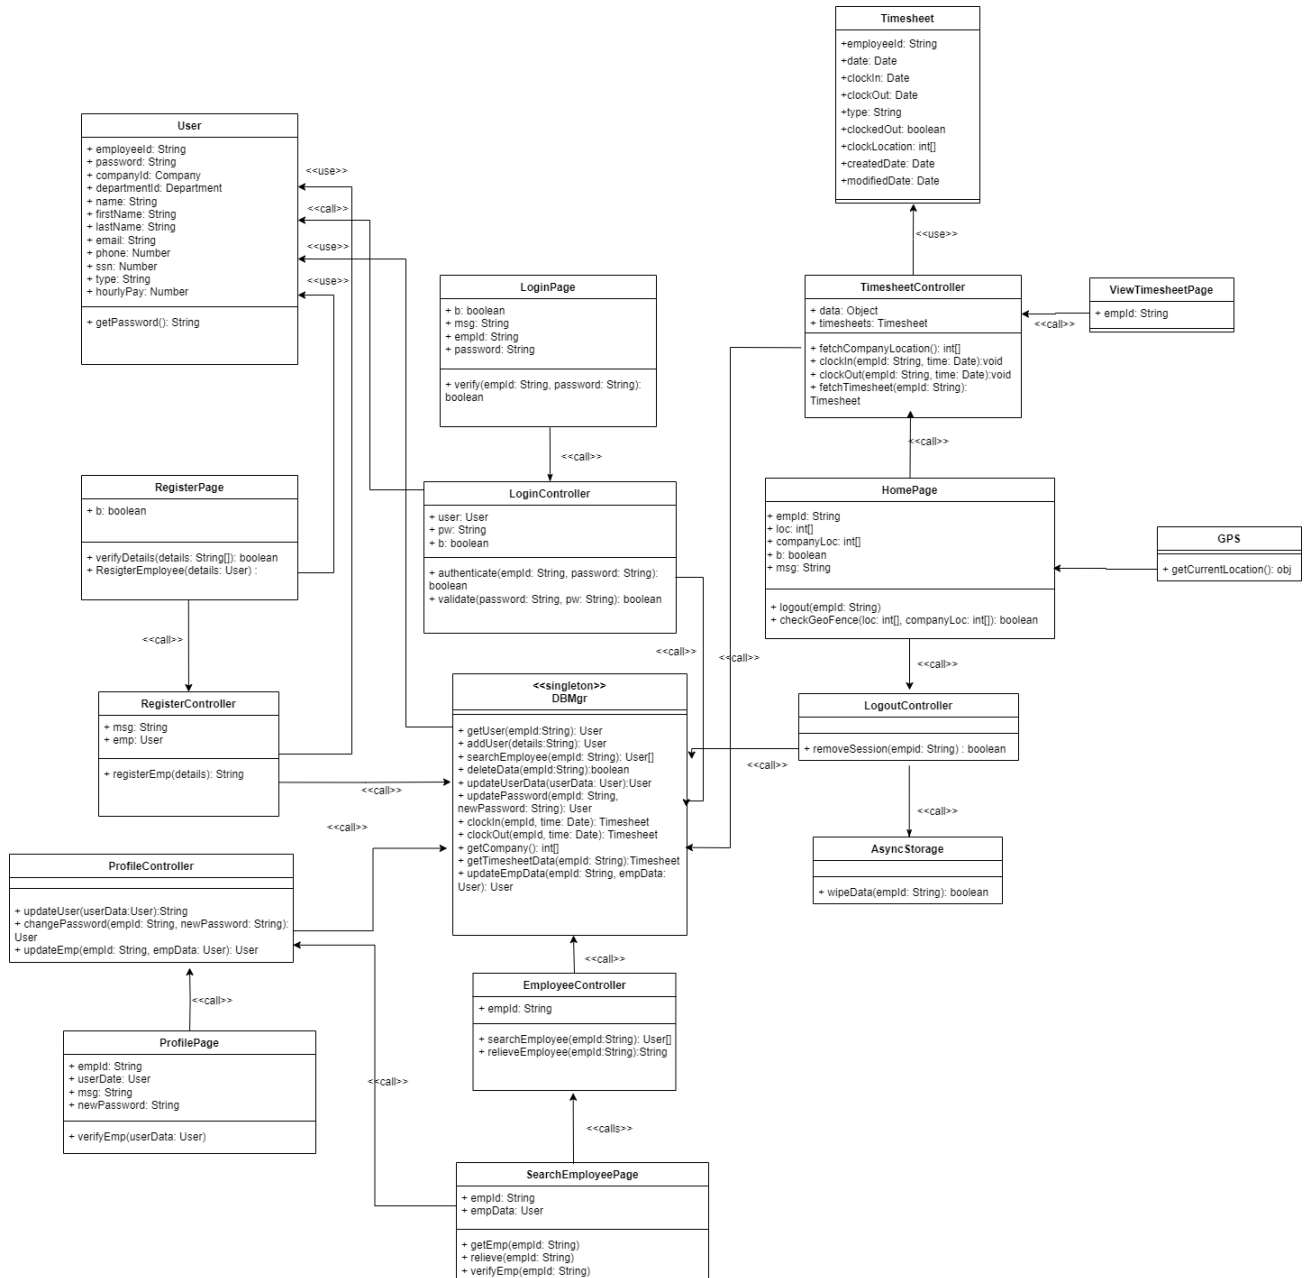 Timesheet
+employeeId: String
+date: Date
+clockIn: Date
+clockOut: Date
+type: String
+clockedOut: boolean
+clockLocation: int[]
+createdDate: Date
+modifiedDate: Date
<<use>>
User
+ employeeId: String
+ password: String
+ companyId: Company
+ departmentId: Department
+ name: String
+ firstName: String
+ lastName: String
+ email: String
+ phone: Number
+ ssn: Number
+ type: String
+ hourlyPay: Number
+ getPassword(): String
<<use>>
<<call>>
<<use>>
<<use>>
LoginPage
+ b: boolean
+ msg: String
+ empId: String
+ password: String
+ verify(empId: String, password: String):
boolean
<<call>>
TimesheetController
+ data: Object
+ timesheets: Timesheet
+ fetchCompanyLocation(): int[]
+ clockIn(empId: String, time: Date):void
+ clockOut(empId: String, time: Date):void
+ fetchTimesheet(empId: String):
Timesheet
<<call>>
ViewTimesheetPage
+ empId: String
<<call>>
RegisterPage
+ b: boolean
+ verifyDetails(details: String[]): boolean
+ ResigterEmployee(details: User) :
<<call>>
LoginController
+ user: User
+ pw: String
+ b: boolean
+ authenticate(empId: String, password: String):
boolean
+ validate(password: String, pw: String): boolean
<<call>>
<<call>>
HomePage
+ empId: String
+ loc: int[]
+ companyLoc: int[]
+ b: boolean
+ msg: String
+ logout(empId: String)
+ checkGeoFence(loc: int[], companyLoc: int[]): boolean
<<call>>
GPS
+ getCurrentLocation(): obj
RegisterController
+ msg: String
+ emp: User
+ registerEmp(details): String
<<call>>
<<singleton>>
DBMgr
+ getUser(empId:String): User
+ addUser(details:String): User
+ searchEmployee(empId: String): User[]
+ deleteData(empId:String):boolean
+ updateUserData(userData: User):User
+ updatePassword(empId: String,
newPassword: String): User
+ clockIn(empId, time: Date): Timesheet
+ clockOut(empId, time: Date): Timesheet
+ getCompany(): int[]
+ getTimesheetData(empId: String):Timesheet
+ updateEmpData(empId: String, empData:
User): User
LogoutController
+ removeSession(empid: String) : boolean
<<call>>
<<call>>
AsyncStorage
+ wipeData(empId: String): boolean
<<call>>
ProfileController
+ updateUser(userData:User):String
+ changePassword(empId: String, newPassword: String):
User
+ updateEmp(empId: String, empData: User): User
<<call>>
<<call>>
EmployeeController
+ empId: String
+ searchEmployee(empId:String): User[]
+ relieveEmployee(empId:String):String
ProfilePage
+ empId: String
+ userDate: User
+ msg: String
+ newPassword: String
+ verifyEmp(userData: User)
<<call>>
<<calls>>
SearchEmployeePage
+ empId: String
+ empData: User
+ getEmp(empId: String)
+ relieve(empId: String)
+ verifyEmp(empId: String)